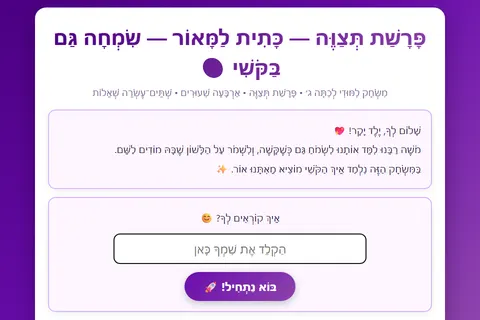 פָּרָשַׁת תְּצַוֶּה — כָּתִית לַמָּאוֹר — שִׂמְחָה גַּם
בַּקֹּשִׁי
מִשְׂחָק לִמּוּדִי לְכִתָּה ג׳ • פָּרָשַׁת תְּצַוֶּה • אַרְבָּעָה שִׁעוּרִים • שְׁתֵּים־עֶשְׂרֵה שְׁאֵלוֹת
שָׁלוֹם לְךָ, יֶלֶד יָקָר! 💖
מֹשֶׁה רַבֵּנוּ לִמֵּד אוֹתָנוּ לִשְׂמֹחַ גַּם כְּשֶׁקָּשֶׁה, וְלִשְׁמֹר עַל הַלָּשׁוֹן שֶׁבָּהּ מוֹדִים לַשֵּׁם.
בַּמִּשְׂחָק הַזֶּה נִלְמַד אֵיךְ הַקֹּשִׁי מוֹצִיא מֵאִתָּנוּ אוֹר. ✨
אֵיךְ קוֹרְאִים לְךָ? 😊
הַקְלֵד אֶת שִׁמְךָ כָּאן
בּוֹא נַתְחִיל! 🚀